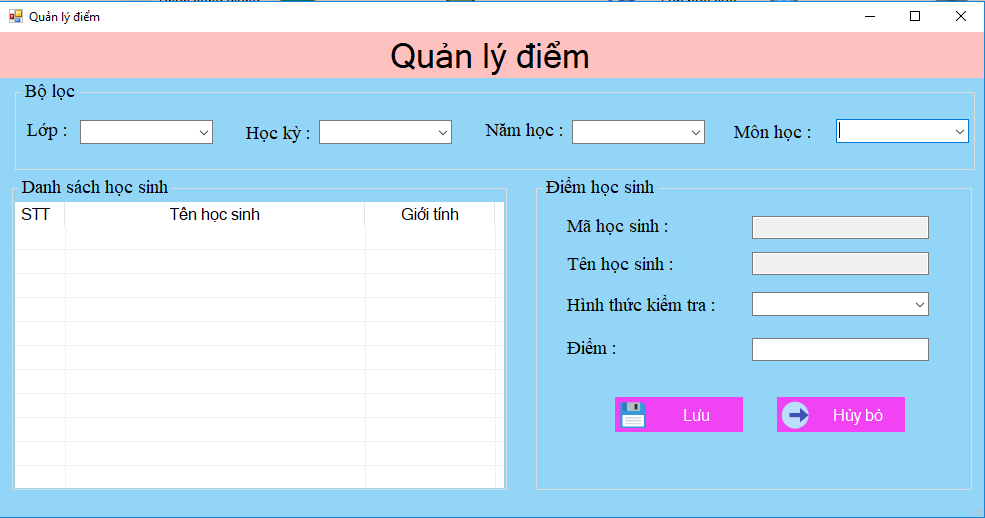 Quản lý điểm
Quản lý điểm
Bộ lọc
Lớp :
Học kỳ :
Năm học :
Môn học :
Danh sách học sinh
STT Tên học sinh Giới tính
Điểm học sinh
Mã học sinh :
Tên học sinh :
Hình thức kiểm tra :
Điểm :
Lưu
Hủy bỏ